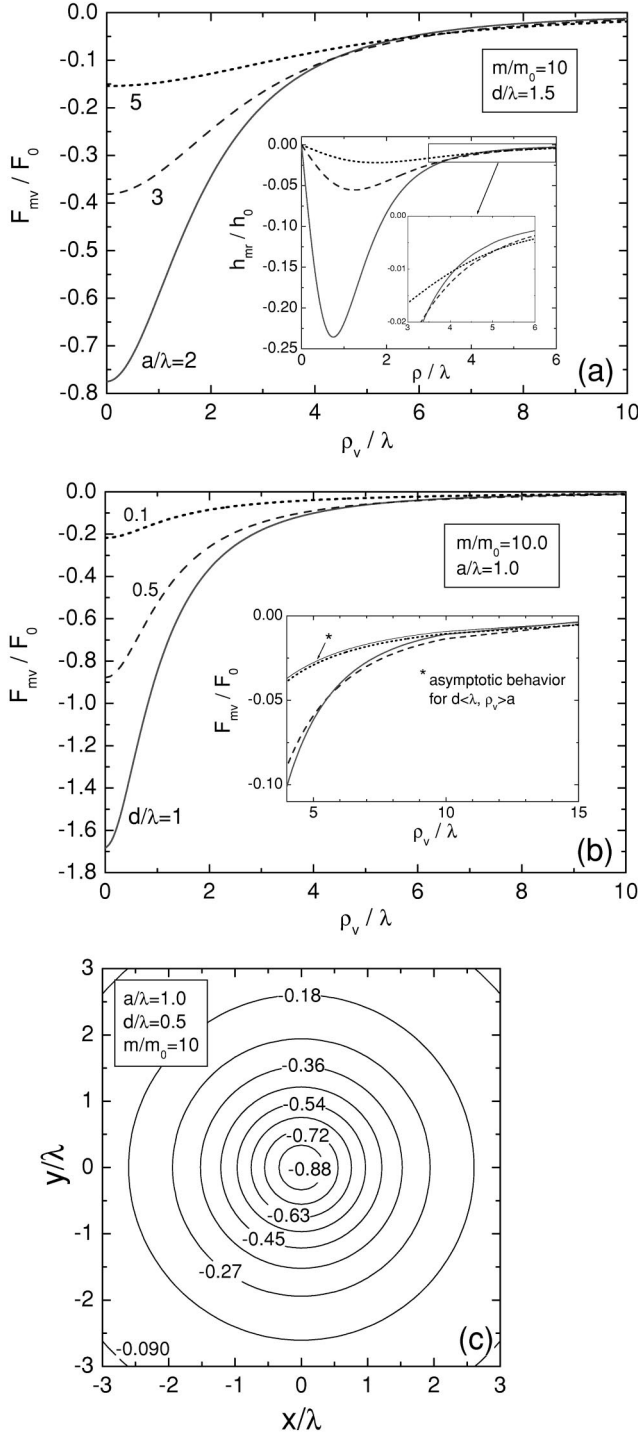 0.0
-0.1
-0.2
-0.3
-0.4
-0.5
-0.6
-0.7
-0.8
F_mv / F_0
5
3
a/λ=2
m/m_0=10
d/λ=1.5
0.00
-0.05
-0.10
-0.15
-0.20
-0.25
h_mr / h_0
0.00
-0.01
-0.02
3 4 5 6
0 1 2 3 4 5 6
ρ / λ
(a)
0 2 4 6 8 10
ρ_v / λ
0.0
-0.2
-0.4
-0.6
-0.8
-1.0
-1.2
-1.4
-1.6
-1.8
F_mv / F_0
0.1
0.5
d/λ=1
m/m_0=10.0
a/λ=1.0
0.00
-0.05
-0.10
F_mv / F_0
*
* asymptotic behavior
for d<λ, ρ_v>a
5 10 15
ρ_v / λ
(b)
0 2 4 6 8 10
ρ_v / λ
3
2
1
0
-1
-2
-3
y/λ
a/λ=1.0
d/λ=0.5
m/m_0=10
-0.18
-0.36
-0.54
-0.72
-0.88
-0.63
-0.45
-0.27
-0.090
(c)
-3 -2 -1 0 1 2 3
x/λ